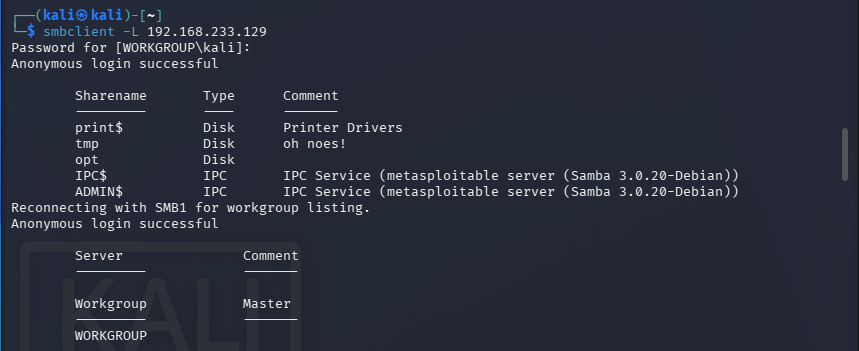 ┌──(kali㉿kali)-[~]
└─$ smbclient -L 192.168.233.129
Password for [WORKGROUP\kali]:
Anonymous login successful
Sharename Type Comment
--------- ---- -------
print$ Disk Printer Drivers
tmp Disk oh noes!
opt Disk
IPC$ IPC IPC Service (metasploitable server (Samba 3.0.20-Debian))
ADMIN$ IPC IPC Service (metasploitable server (Samba 3.0.20-Debian))
Reconnecting with SMB1 for workgroup listing.
Anonymous login successful
Server Comment
--------- -------
Workgroup Master
--------- -------
WORKGROUP
KALI